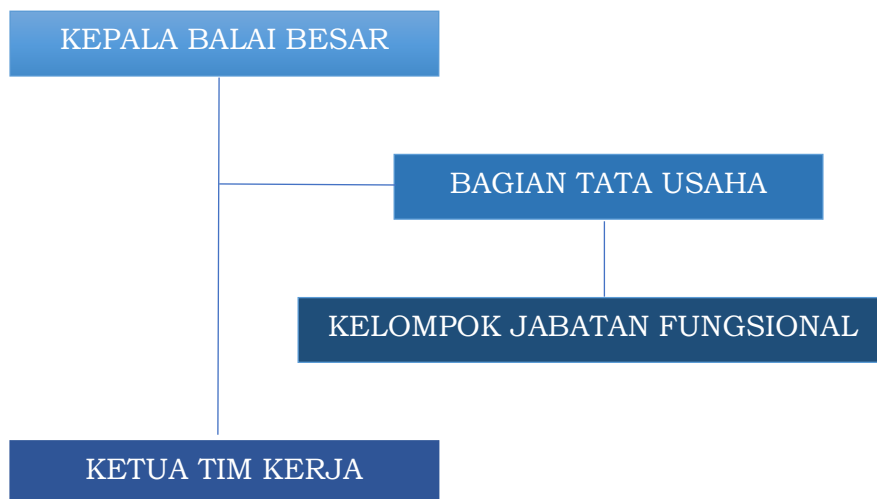 KEPALA BALAI BESAR
BAGIAN TATA USAHA
KELOMPOK JABATAN FUNGSIONAL
KETUA TIM KERJA